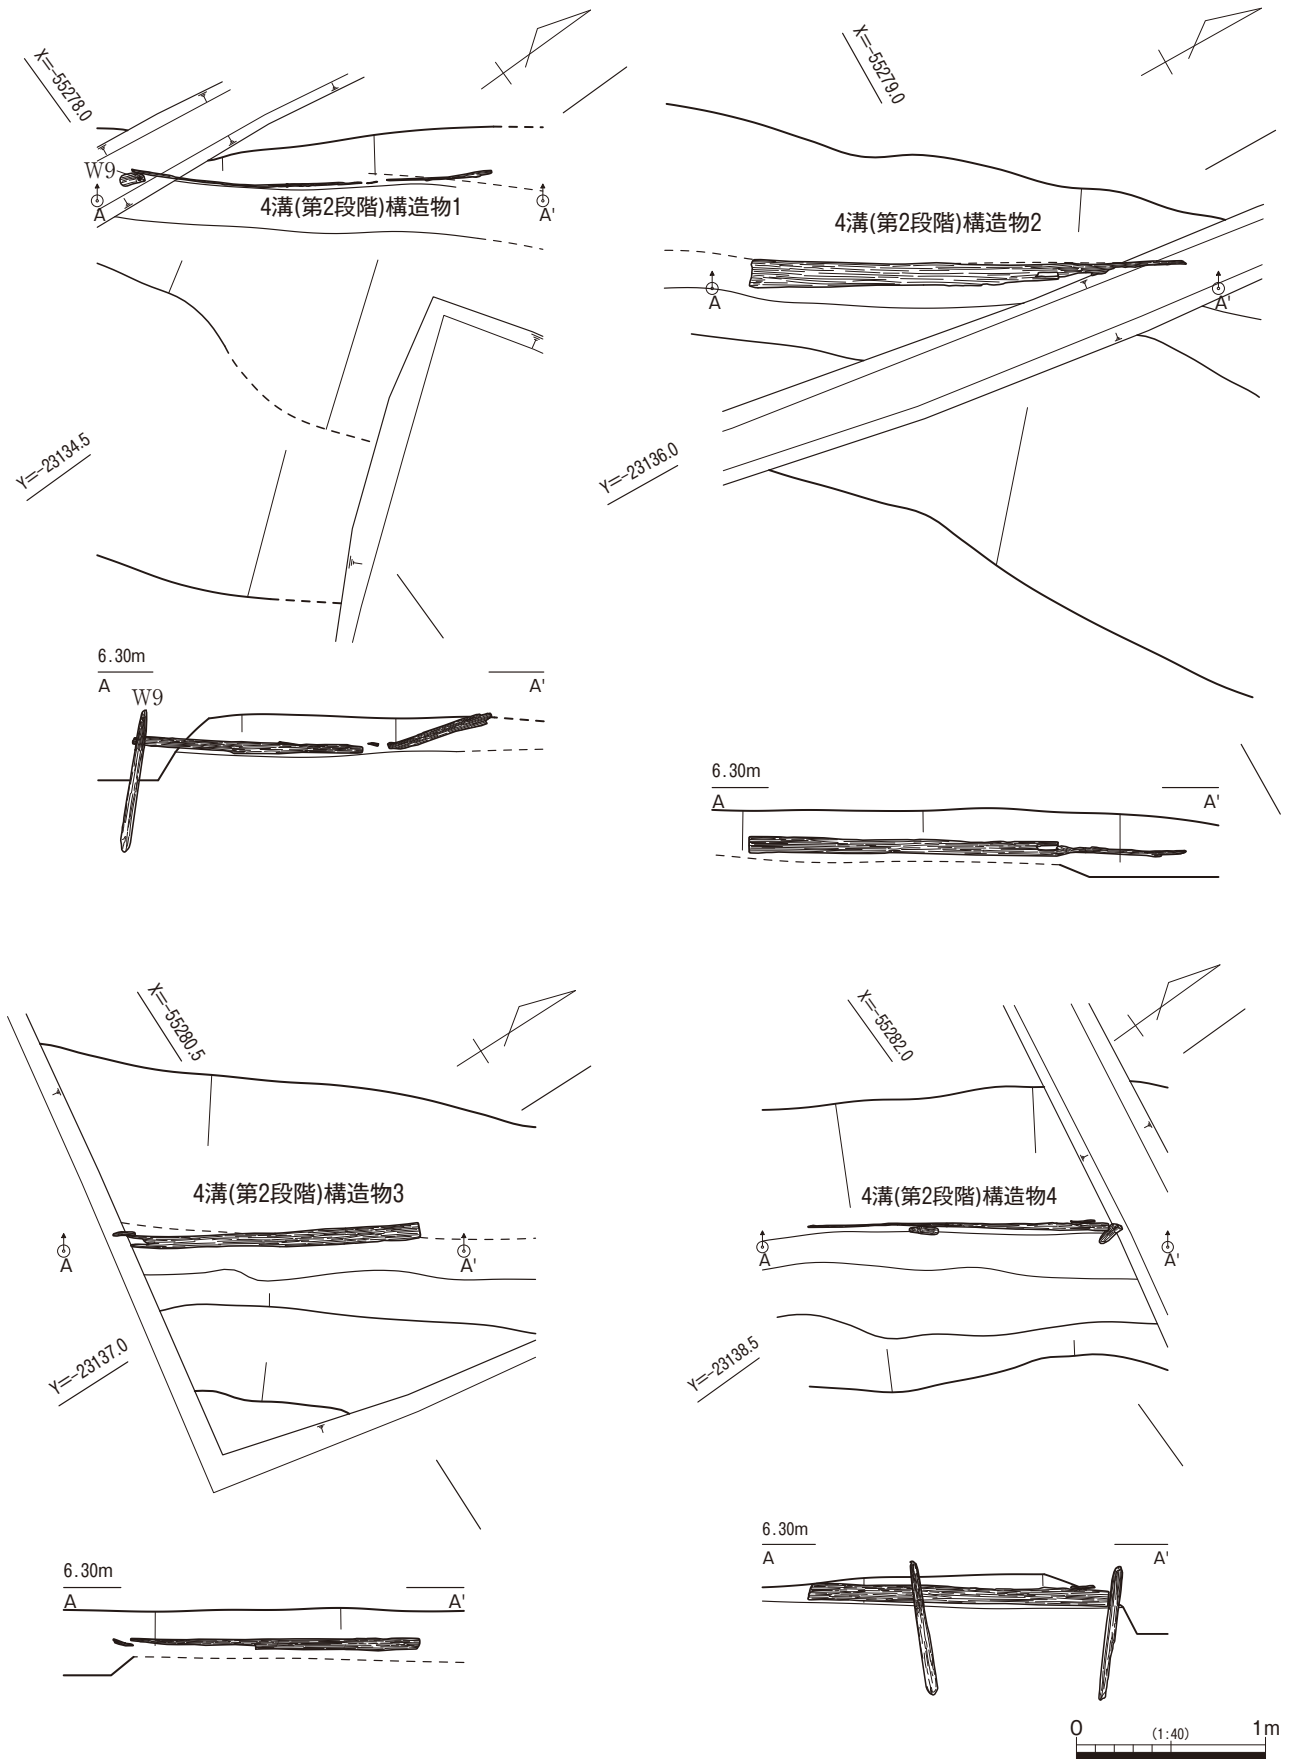 X=-55278.0
W9
A
A'
4溝(第2段階)構造物1
Y=-23134.5
6.30m
A
A'
W9
X=-55279.0
4溝(第2段階)構造物2
A
A'
Y=-23136.0
6.30m
A
A'
X=-55280.5
4溝(第2段階)構造物3
A
A'
Y=-23137.0
6.30m
A
A'
X=-55282.0
4溝(第2段階)構造物4
A
A'
Y=-23138.5
6.30m
A
A'
0 (1:40) 1m